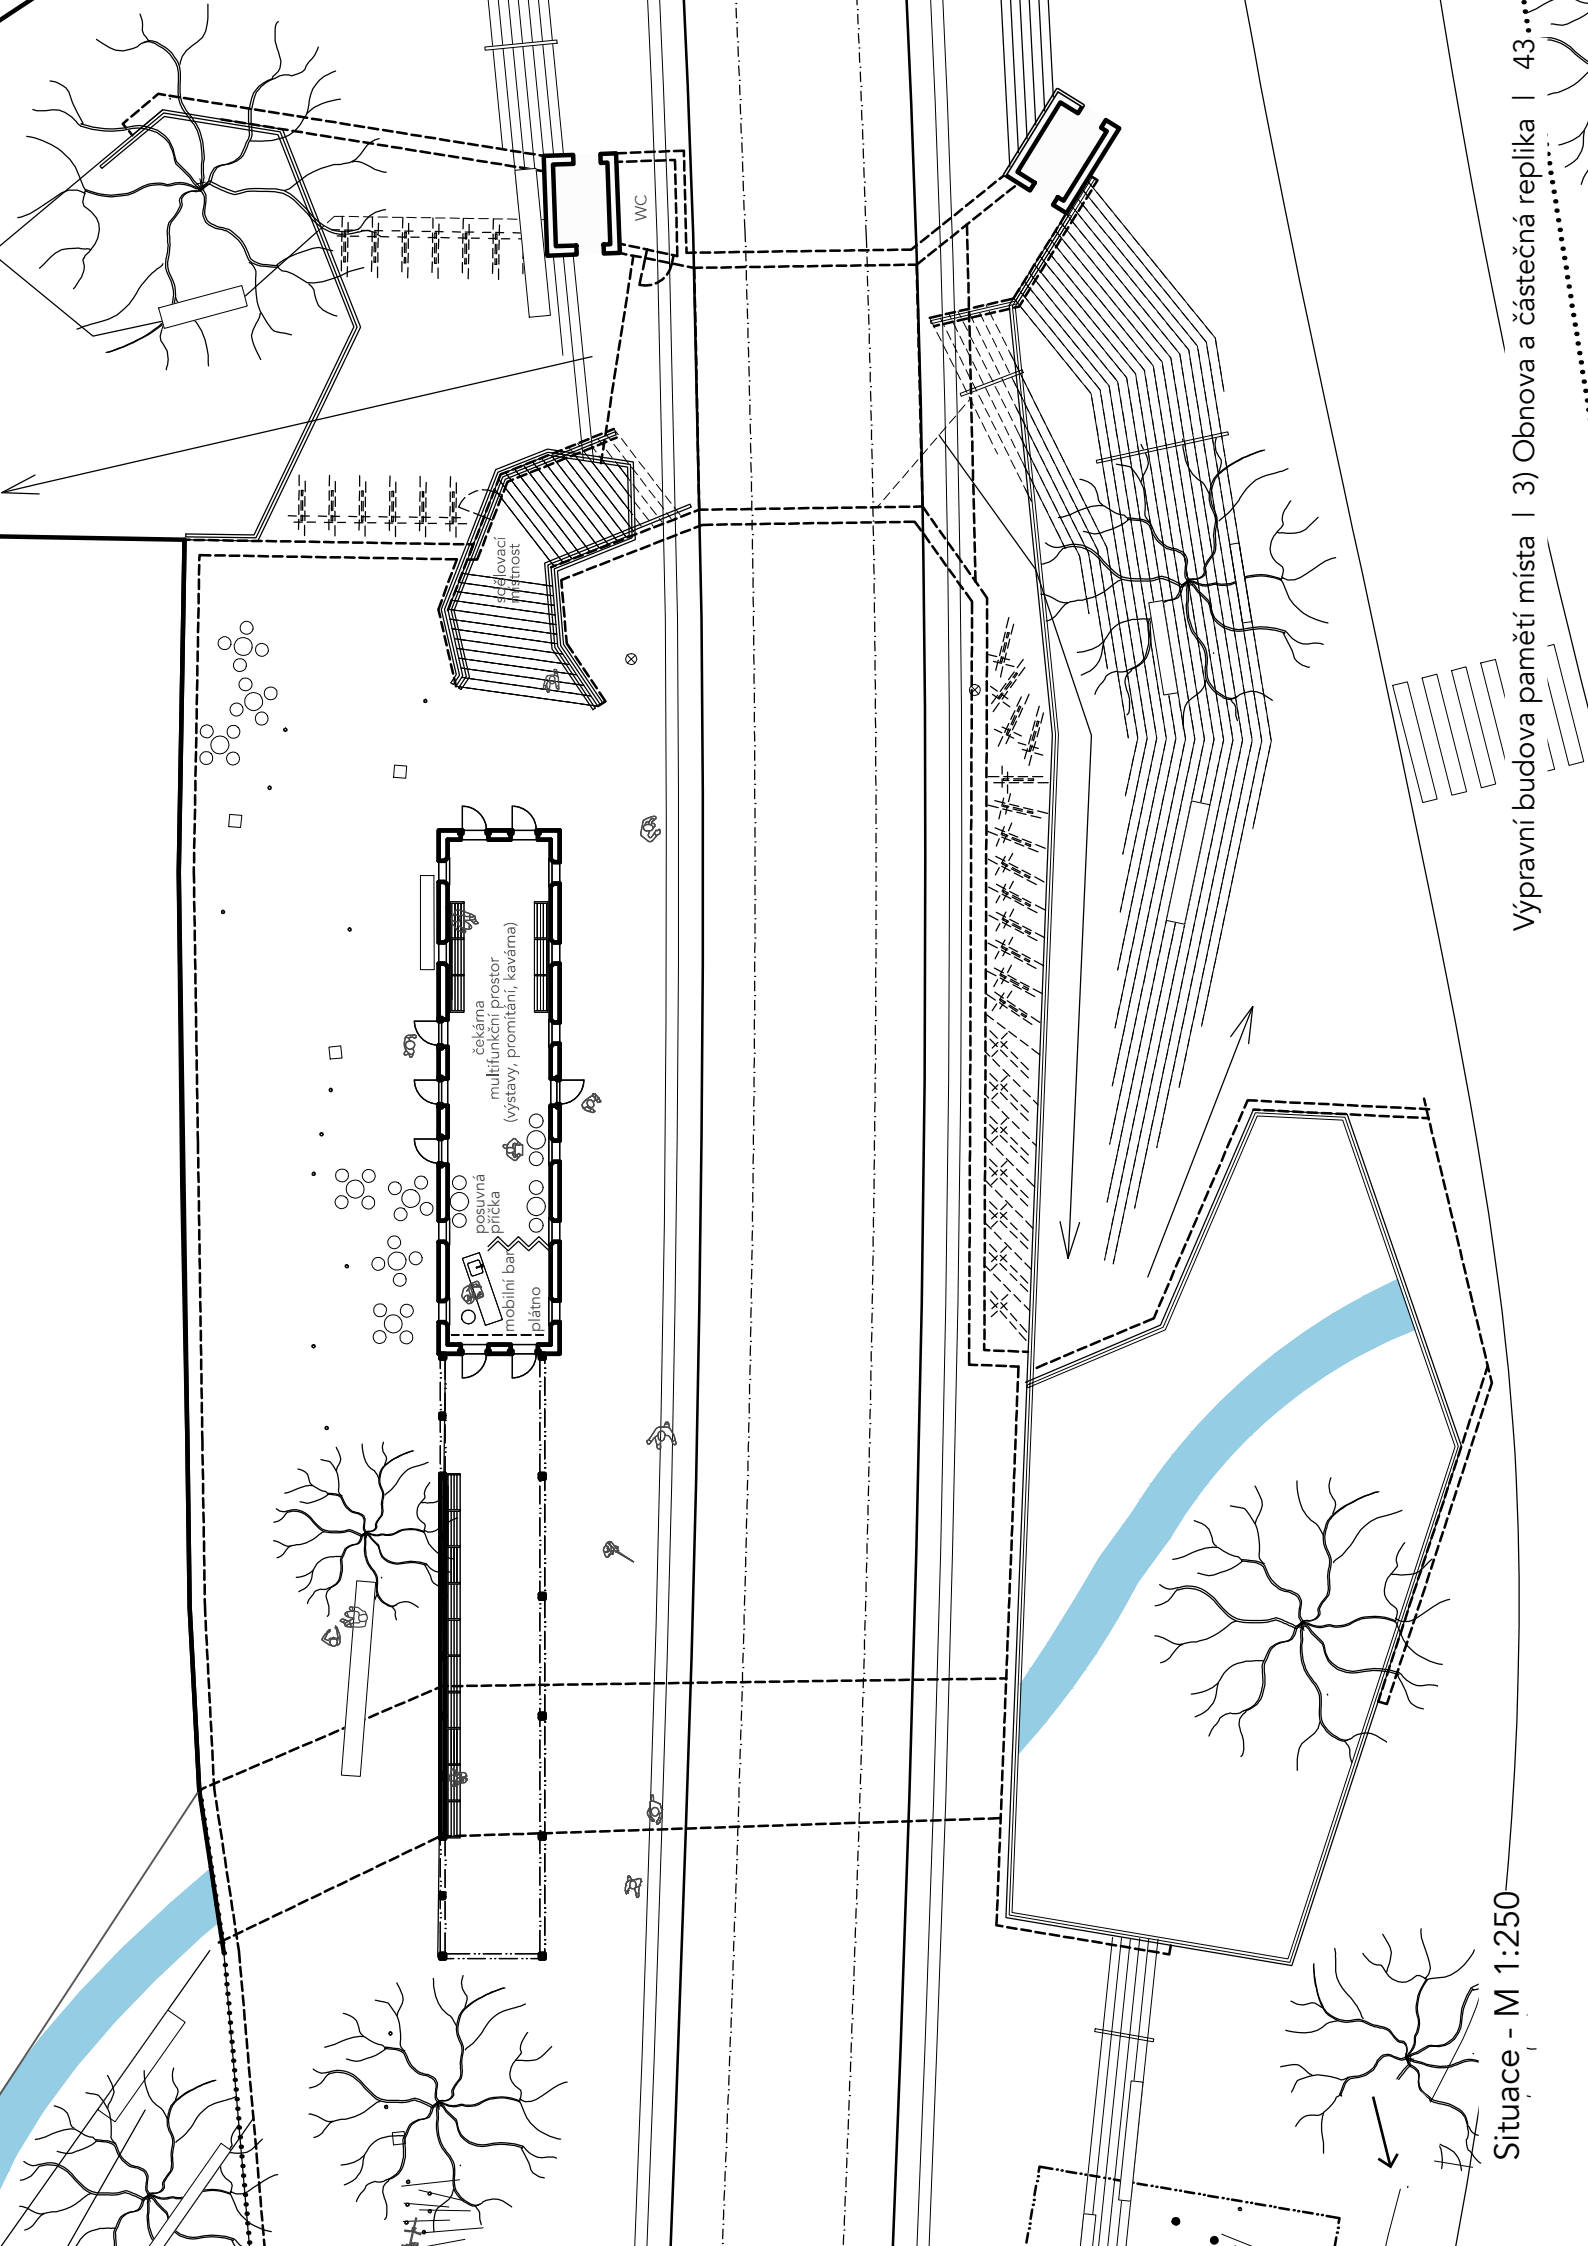 Výpravní budova pamětí místa | 3) Obnova a částečná replika | 43
Situace - M 1:250
WC
sdělovací
místnost
čekárna
multifunkční prostor
(výstavy, promítání, kavárna)
posuvná
příčka
mobilní bar
plátno